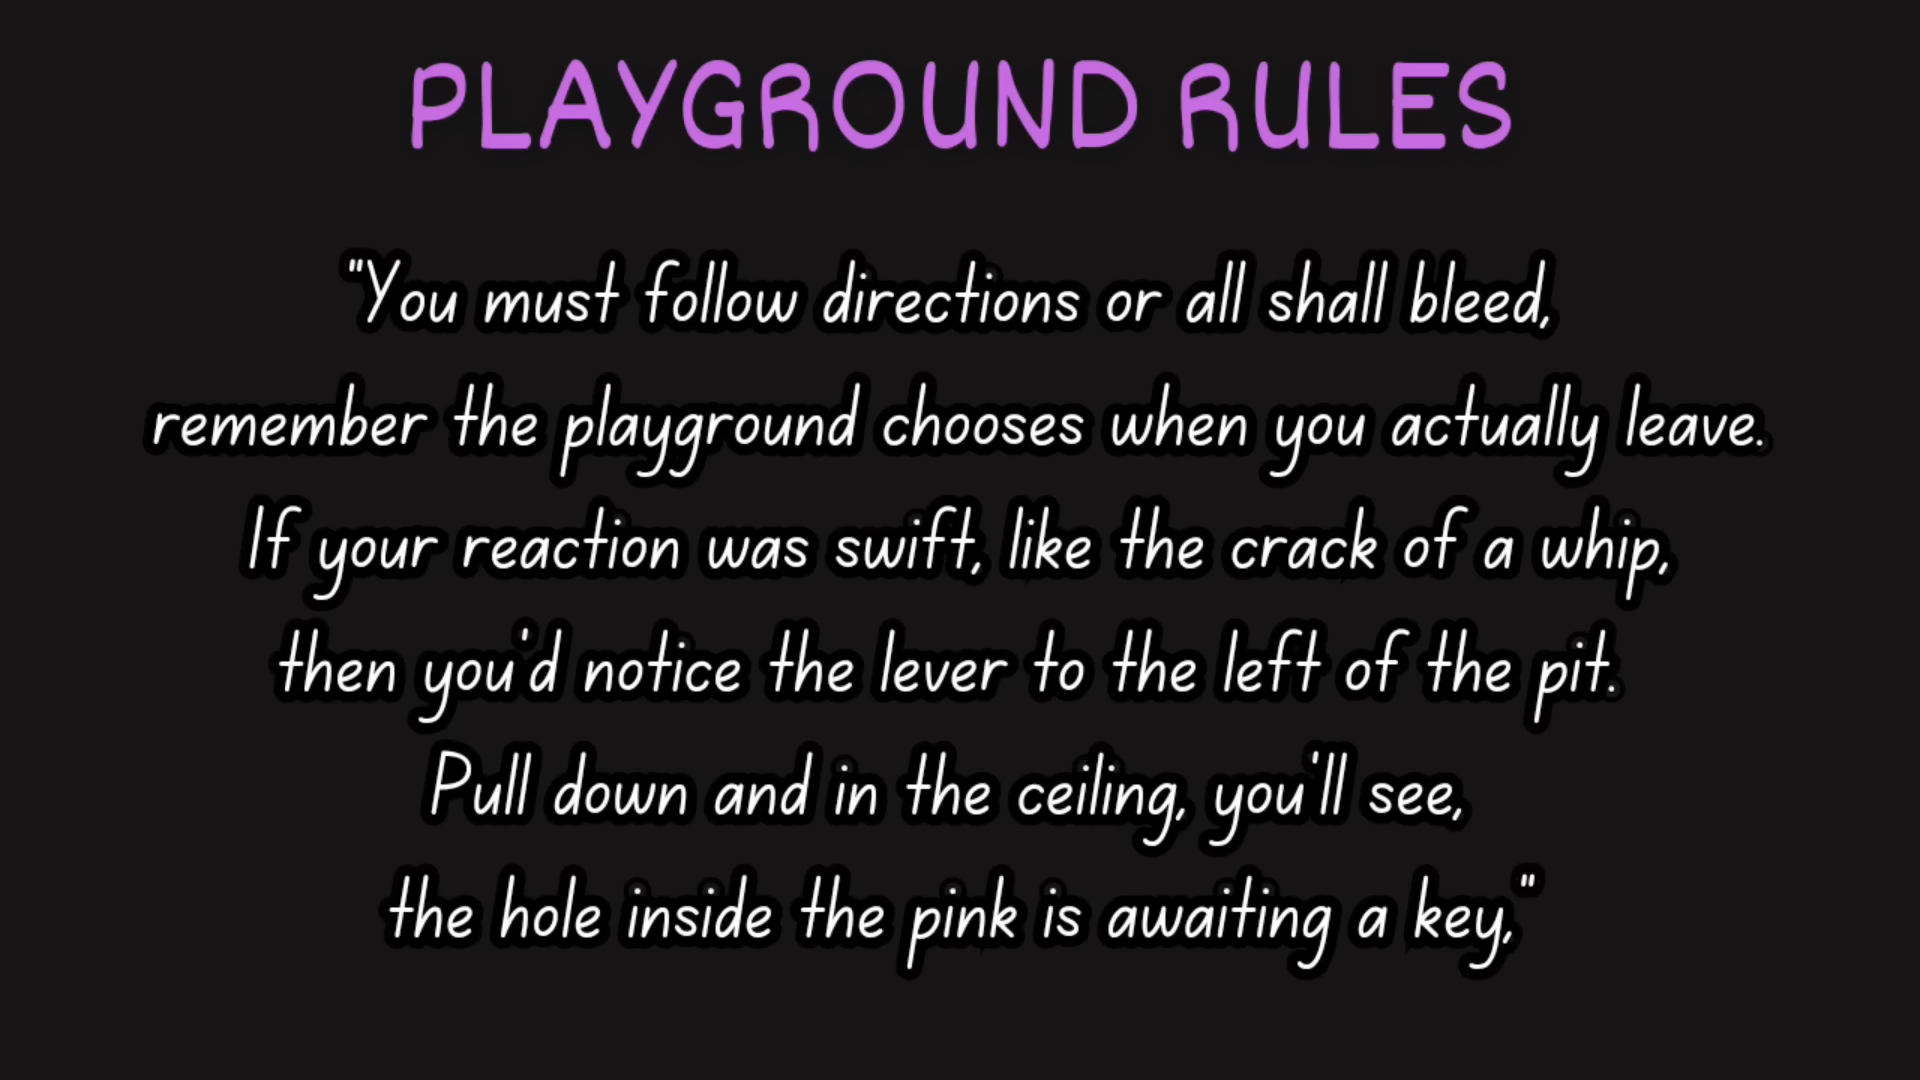 PLAYGROUND RULES
"You must follow directions or all shall bleed,
remember the playground chooses when you actually leave.
If your reaction was swift, like the crack of a whip,
then you'd notice the lever to the left of the pit.
Pull down and in the ceiling, you'll see,
the hole inside the pink is awaiting a key,"